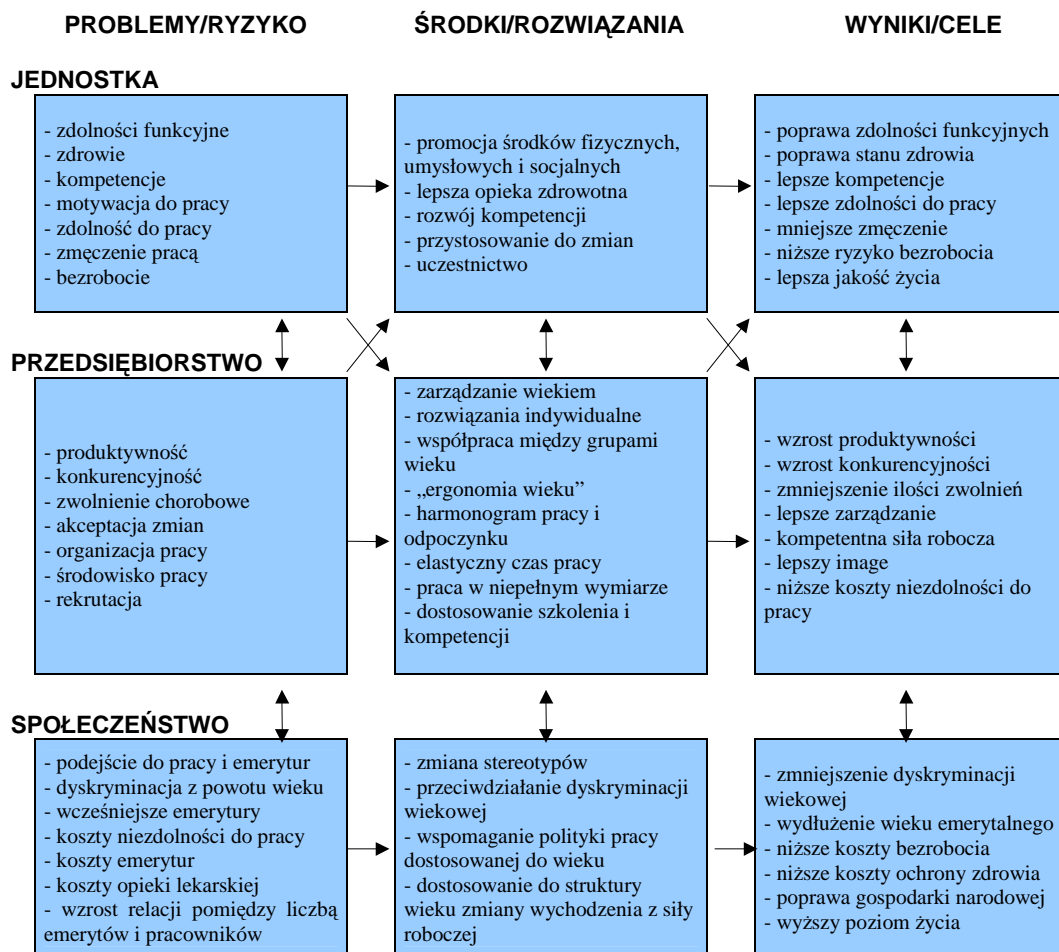 PROBLEMY/RYZYKO
ŚRODKI/ROZWIĄZANIA
WYNIKI/CELE
JEDNOSTKA
- zdolności funkcyjne
- zdrowie
- kompetencje
- motywacja do pracy
- zdolność do pracy
- zmęczenie pracą
- bezrobocie
- promocja środków fizycznych,
umysłowych i socjalnych
- lepsza opieka zdrowotna
- rozwój kompetencji
- przystosowanie do zmian
- uczestnictwo
- poprawa zdolności funkcyjnych
- poprawa stanu zdrowia
- lepsze kompetencje
- lepsze zdolności do pracy
- mniejsze zmęczenie
- niższe ryzyko bezrobocia
- lepsza jakość życia
PRZEDSIĘBIORSTWO
- produktywność
- konkurencyjność
- zwolnienie chorobowe
- akceptacja zmian
- organizacja pracy
- środowisko pracy
- rekrutacja
- zarządzanie wiekiem
- rozwiązania indywidualne
- współpraca między grupami
wieku
- „ergonomia wieku”
- harmonogram pracy i
odpoczynku
- elastyczny czas pracy
- praca w niepełnym wymiarze
- dostosowanie szkolenia i
kompetencji
- wzrost produktywności
- wzrost konkurencyjności
- zmniejszenie ilości zwolnień
- lepsze zarządzanie
- kompetentna siła robocza
- lepszy image
- niższe koszty niezdolności do
pracy
SPOŁECZEŃSTWO
- podejście do pracy i emerytur
- dyskryminacja z powotu wieku
- wcześniejsze emerytury
- koszty niezdolności do pracy
- koszty emerytur
- koszty opieki lekarskiej
- wzrost relacji pomiędzy liczbą
emerytów i pracowników
- zmiana stereotypów
- przeciwdziałanie dyskryminacji
wiekowej
- wspomaganie polityki pracy
dostosowanej do wieku
- dostosowanie do struktury
wieku zmiany wychodzenia z siły
roboczej
- zmniejszenie dyskryminacji
wiekowej
- wydłużenie wieku emerytalnego
- niższe koszty bezrobocia
- niższe koszty ochrony zdrowia
- poprawa gospodarki narodowej
- wyższy poziom życia